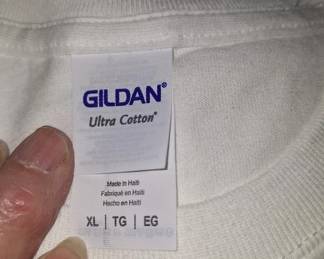 GILDAN®
Ultra Cotton®
Made in Haiti
Fabriqué en Haïti
Hecho en Haití
XL | TG | EG